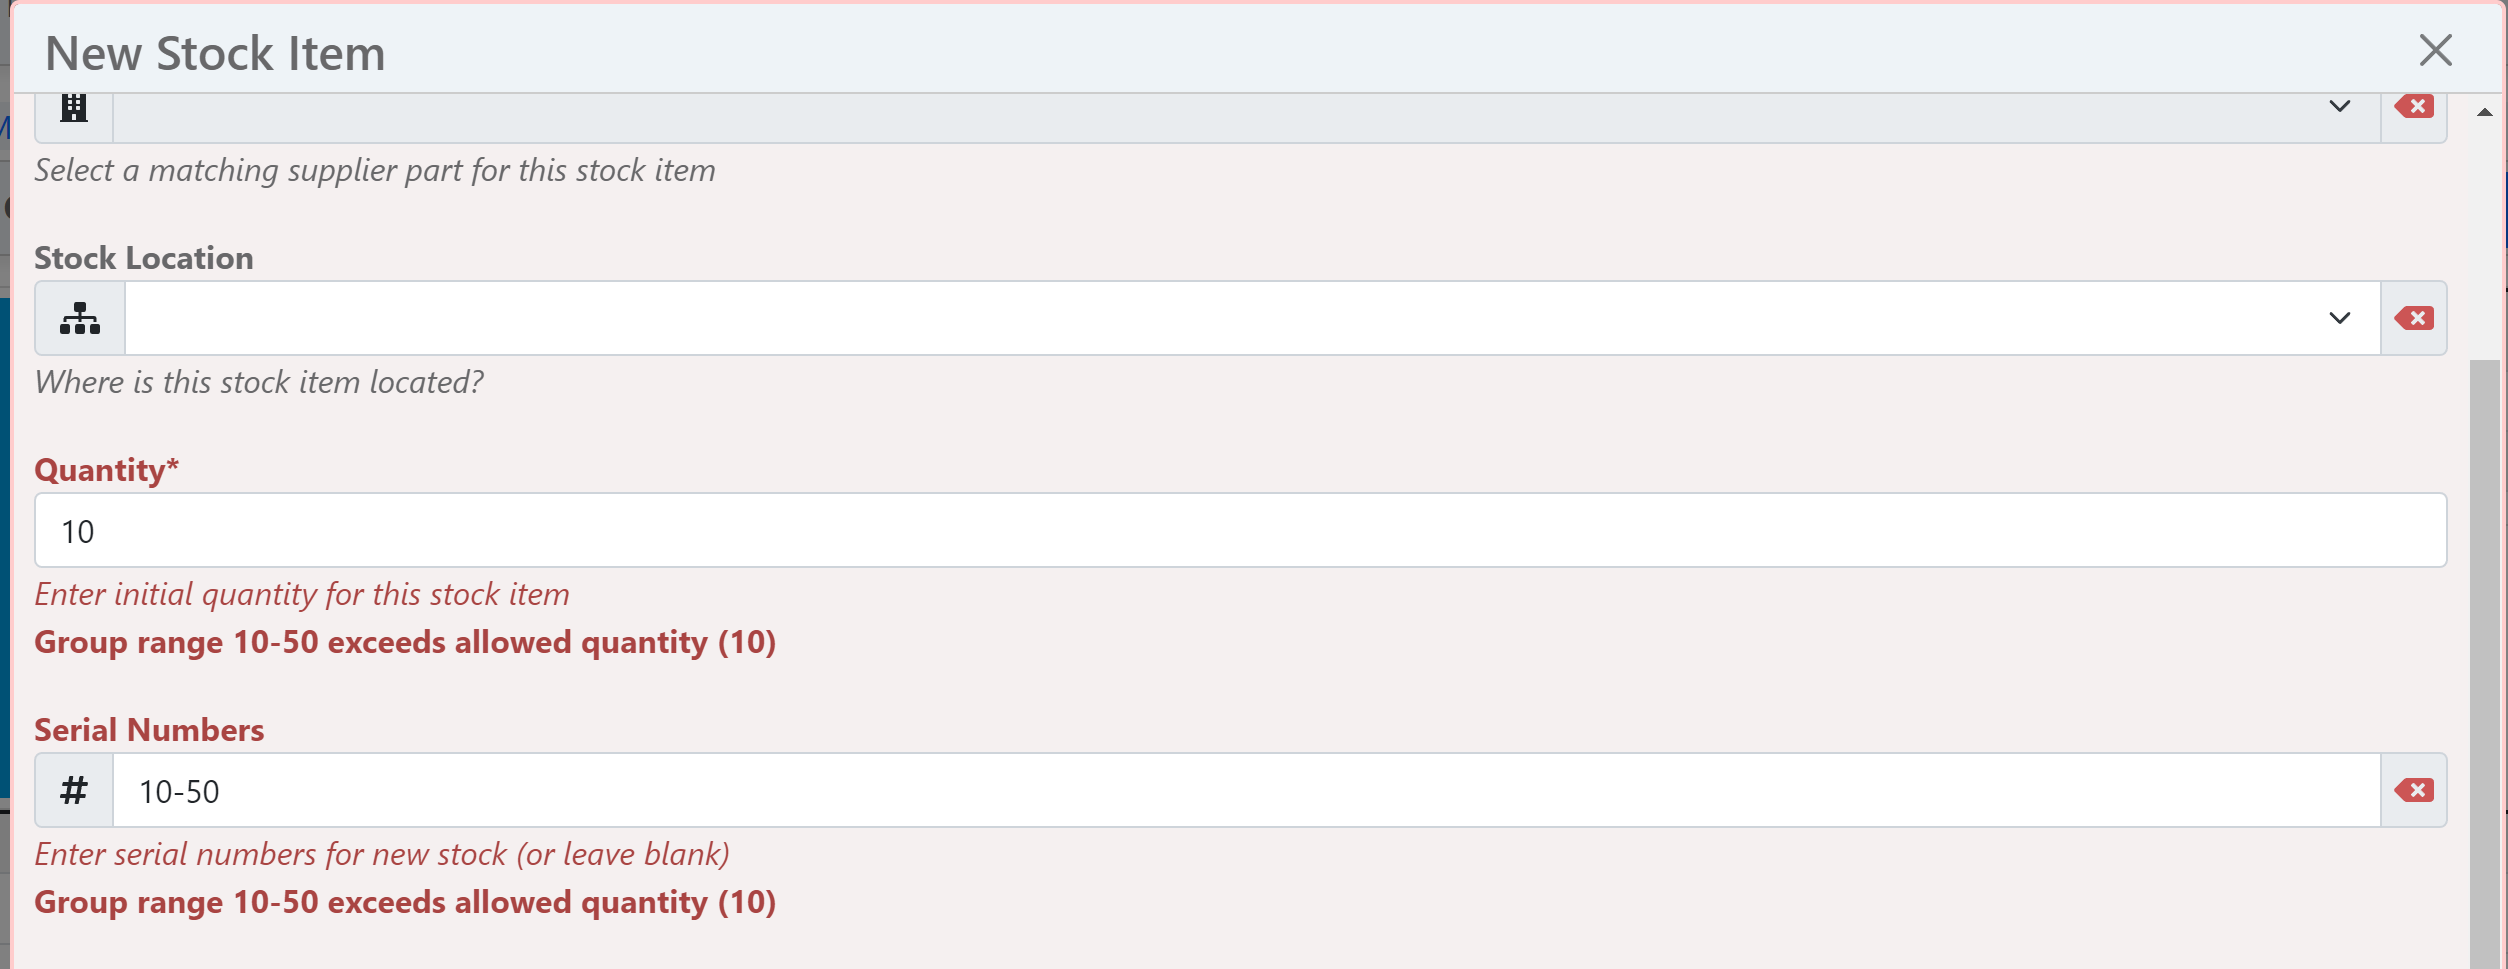 New Stock Item
Select a matching supplier part for this stock item
Stock Location
Where is this stock item located?
Quantity*
10
Enter initial quantity for this stock item
Group range 10-50 exceeds allowed quantity (10)
Serial Numbers
# 10-50
Enter serial numbers for new stock (or leave blank)
Group range 10-50 exceeds allowed quantity (10)